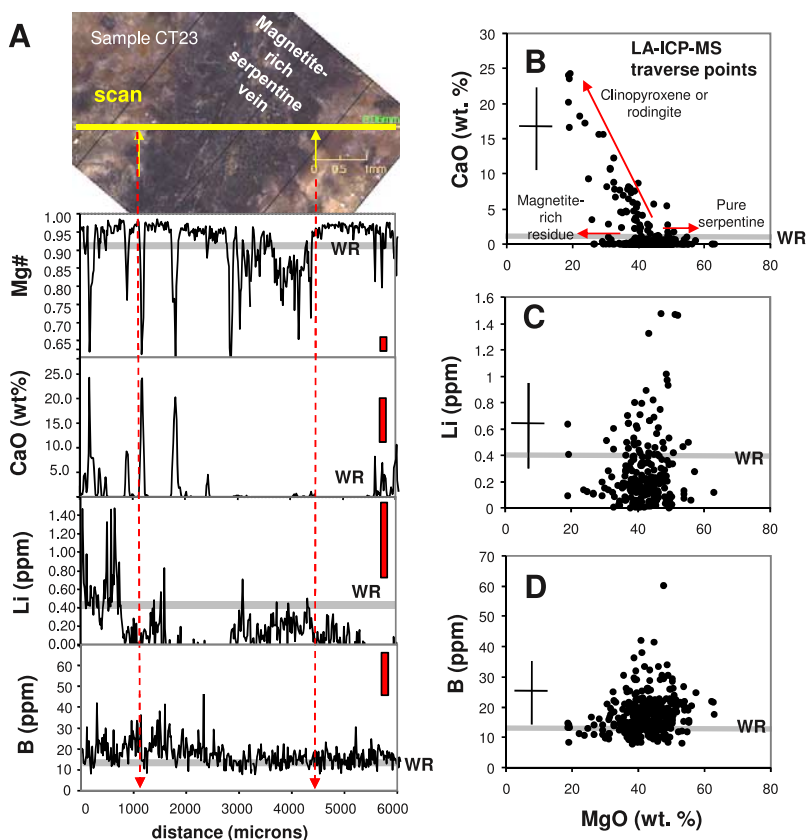 A
Sample CT23
Magnetite-
rich
serpentine
vein
scan
0 0.5 1mm
1.00
0.95
0.90
0.85
0.80
0.75
0.70
0.65
Mg#
WR
25.0
20.0
15.0
10.0
5.0
CaO (wt%)
WR
1.40
1.20
1.00
0.80
0.60
0.40
0.20
0.00
Li (ppm)
WR
60
50
40
30
20
10
0
B (ppm)
WR
0 1000 2000 3000 4000 5000 6000
distance (microns)
B
LA-ICP-MS
traverse points
Clinopyroxene or
rodingite
Magnetite-
rich
residue
Pure
serpentine
WR
30
25
20
15
10
5
0
CaO (wt. %)
0 20 40 60 80
C
1.6
1.4
1.2
1
0.8
0.6
0.4
0.2
0
Li (ppm)
WR
0 20 40 60 80
D
70
60
50
40
30
20
10
0
B (ppm)
WR
0 20 40 60 80
MgO (wt. %)